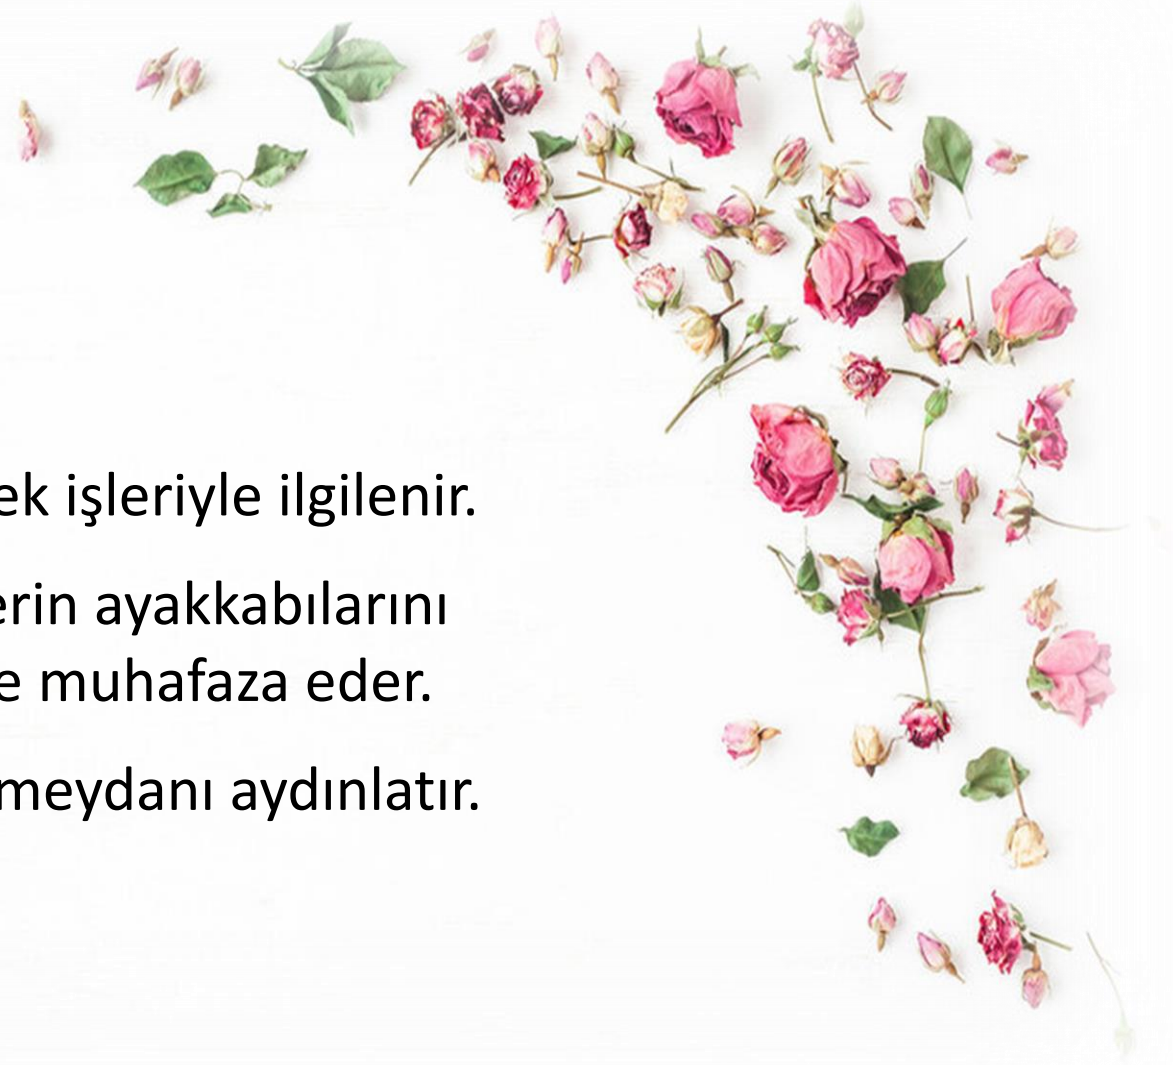 ek işleriyle ilgilenir.
erin ayakkabılarını
e muhafaza eder.
meydanı aydınlatır.